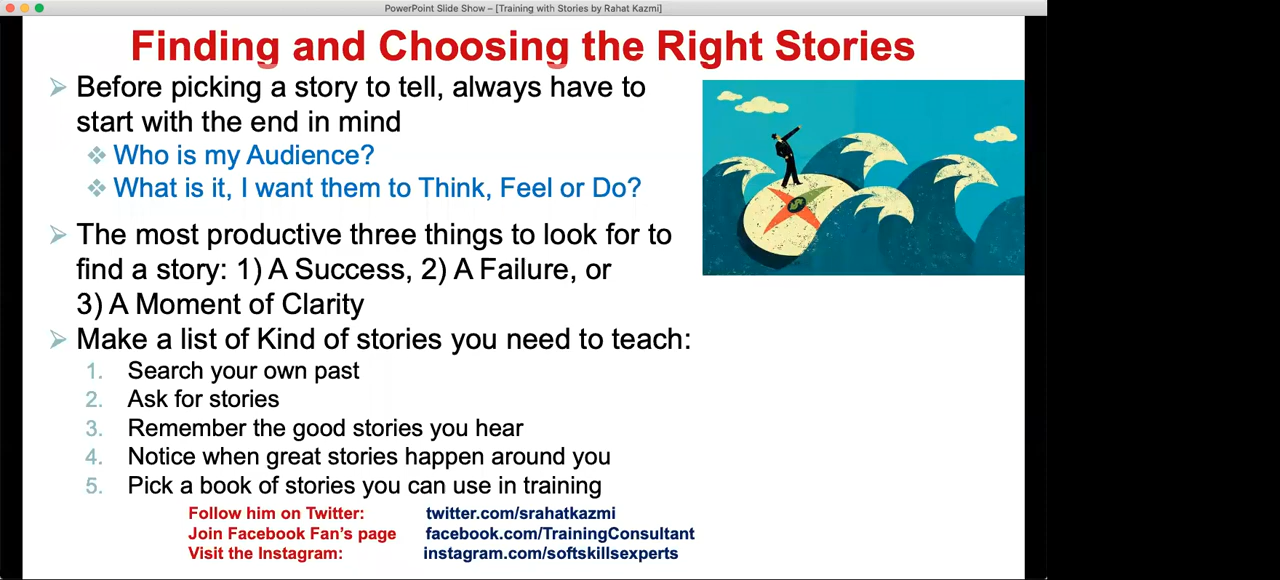 PowerPoint Slide Show – [Training with Stories by Rahat Kazmi]
Finding and Choosing the Right Stories
Before picking a story to tell, always have to
start with the end in mind
Who is my Audience?
What is it, I want them to Think, Feel or Do?
The most productive three things to look for to
find a story: 1) A Success, 2) A Failure, or
3) A Moment of Clarity
Make a list of Kind of stories you need to teach:
1. Search your own past
2. Ask for stories
3. Remember the good stories you hear
4. Notice when great stories happen around you
5. Pick a book of stories you can use in training
Follow him on Twitter: twitter.com/srahatkazmi
Join Facebook Fan's page facebook.com/TrainingConsultant
Visit the Instagram: instagram.com/softskillsexperts